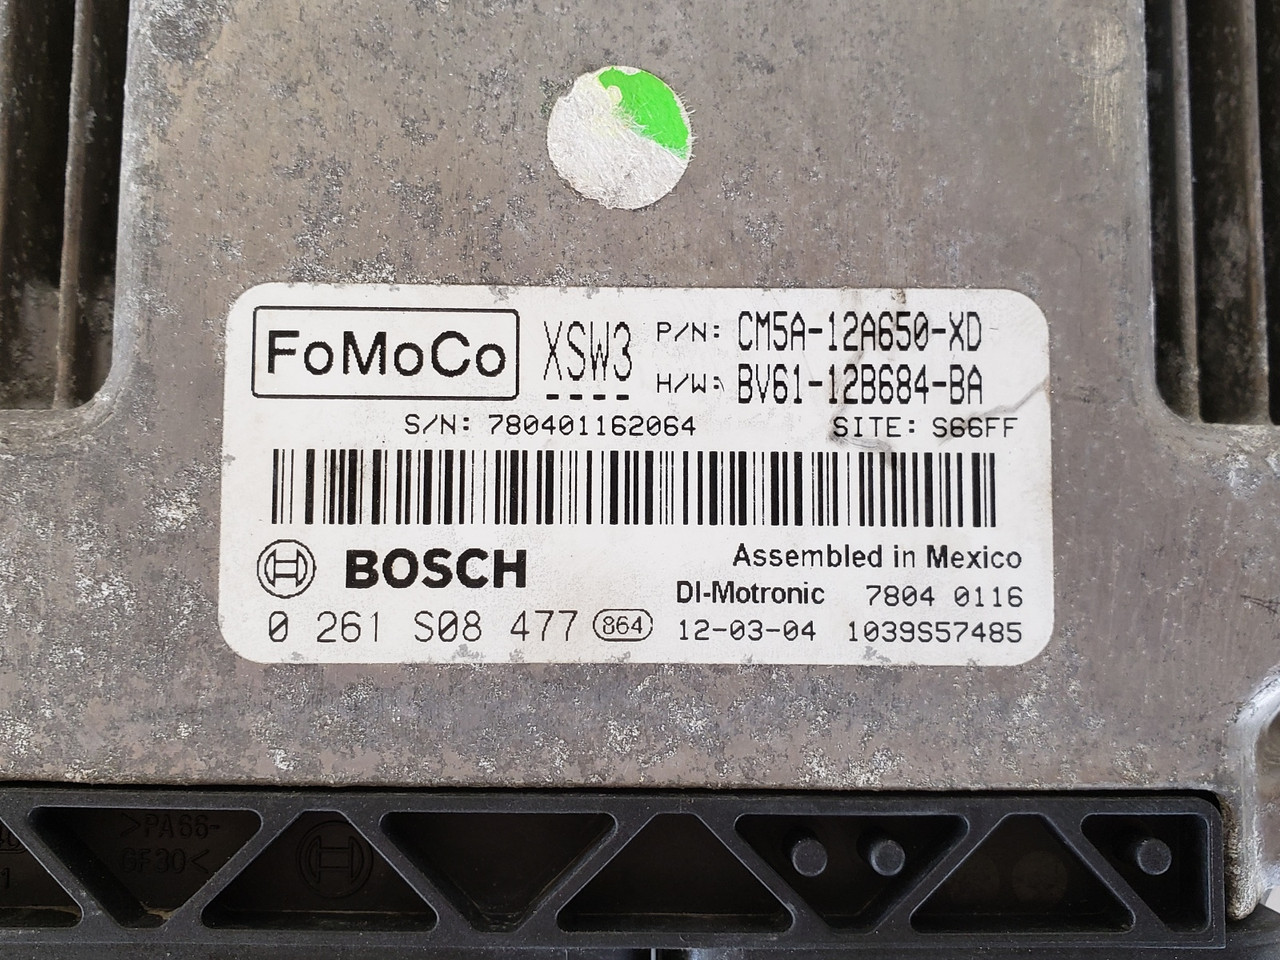 FoMoCo
XSW3
P/N: CM5A-12A650-XD
H/W: BV61-12B684-BA
S/N: 780401162064
SITE: S66FF
BOSCH
Assembled in Mexico
DI-Motronic 7804 0116
0 261 S08 477 864
12-03-04 1039S57485
>PA66-
GF30<